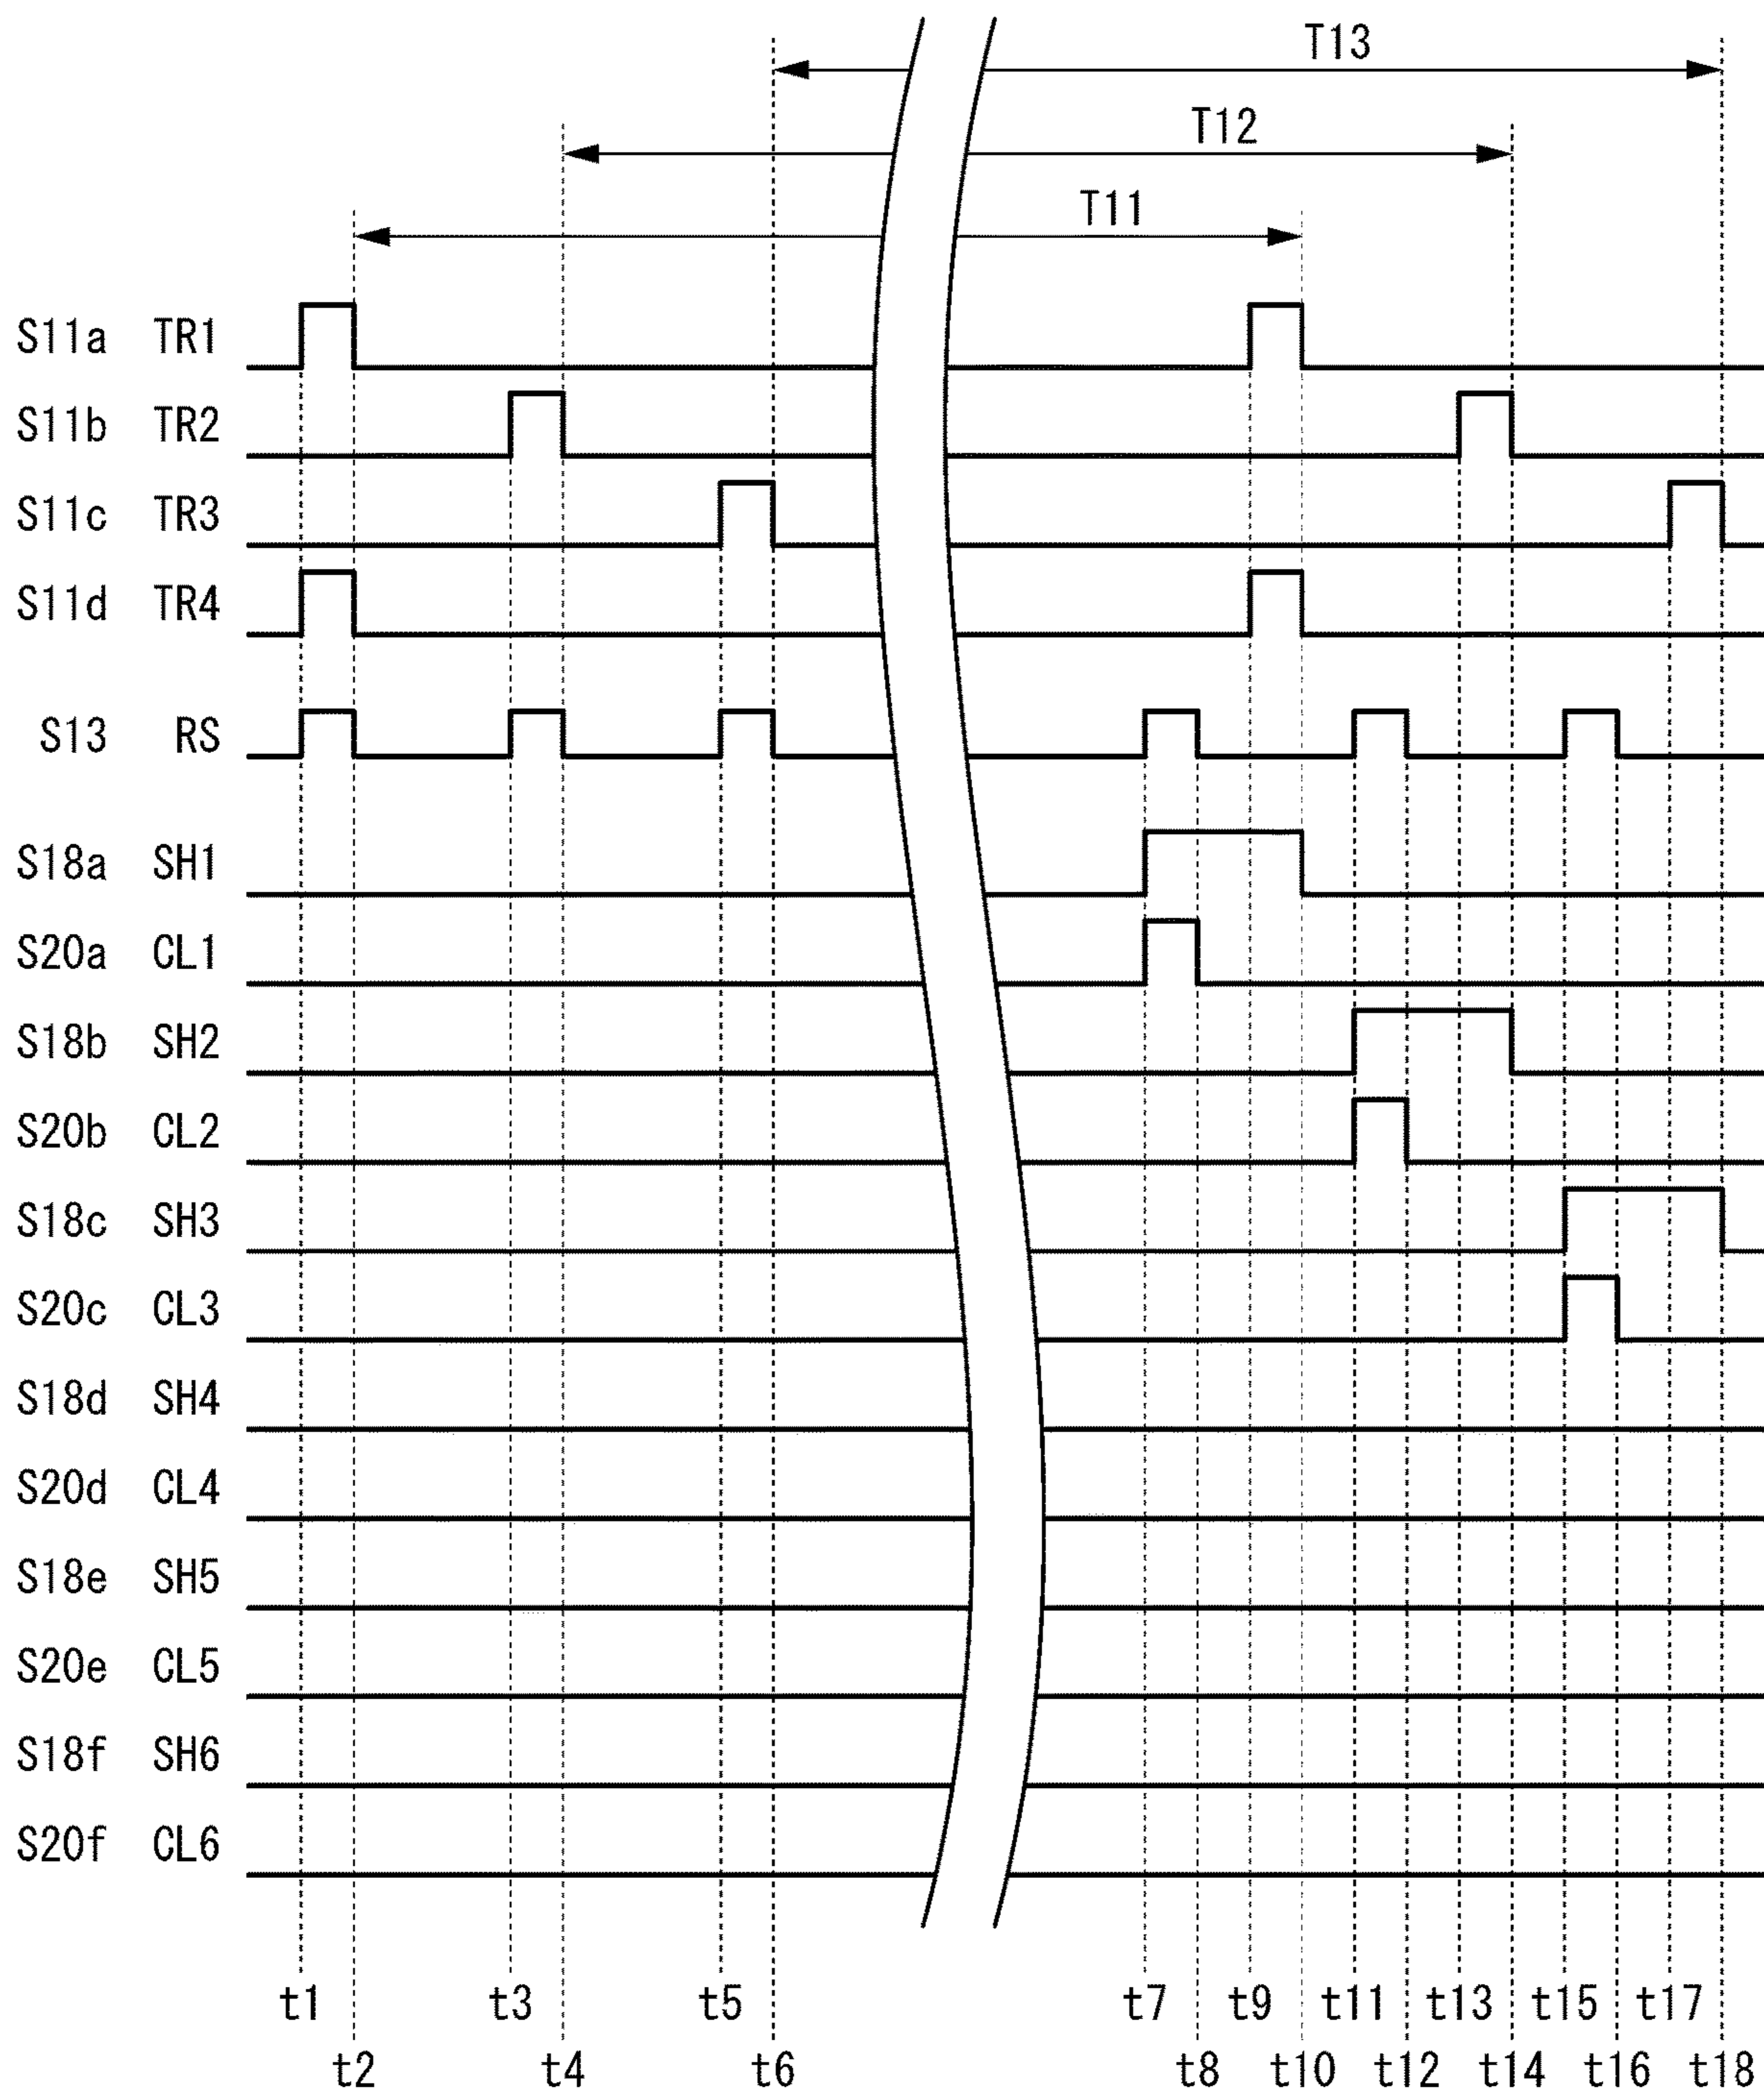 T13
T12
T11
S11a TR1
S11b TR2
S11c TR3
S11d TR4
S13 RS
S18a SH1
S20a CL1
S18b SH2
S20b CL2
S18c SH3
S20c CL3
S18d SH4
S20d CL4
S18e SH5
S20e CL5
S18f SH6
S20f CL6
t1 t3 t5 t7 t9 t11 t13 t15 t17
t2 t4 t6 t8 t10 t12 t14 t16 t18